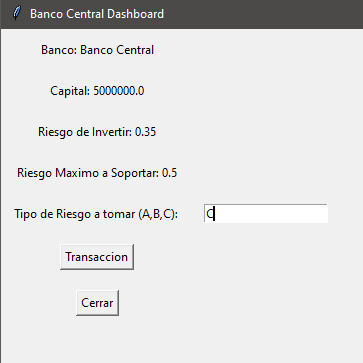 Banco Central Dashboard
Banco: Banco Central
Capital: 5000000.0
Riesgo de Invertir: 0.35
Riesgo Maximo a Soportar: 0.5
Tipo de Riesgo a tomar (A,B,C): C
Transaccion
Cerrar